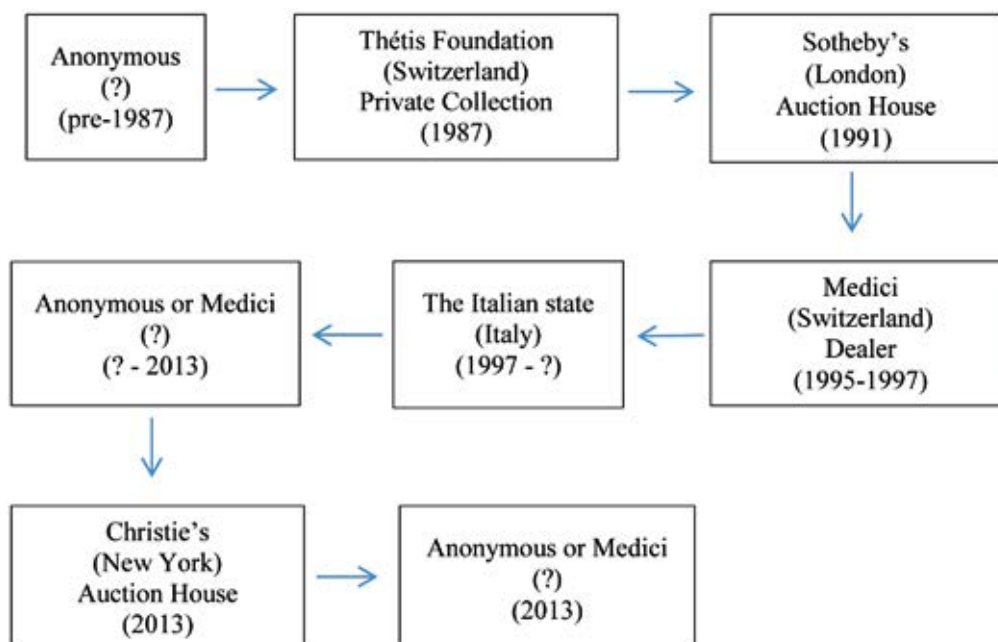 Anonymous
(?)
(pre-1987)
Thétis Foundation
(Switzerland)
Private Collection
(1987)
Sotheby's
(London)
Auction House
(1991)
Medici
(Switzerland)
Dealer
(1995-1997)
The Italian state
(Italy)
(1997 - ?)
Anonymous or Medici
(?)
(? - 2013)
Christie's
(New York)
Auction House
(2013)
Anonymous or Medici
(?)
(2013)